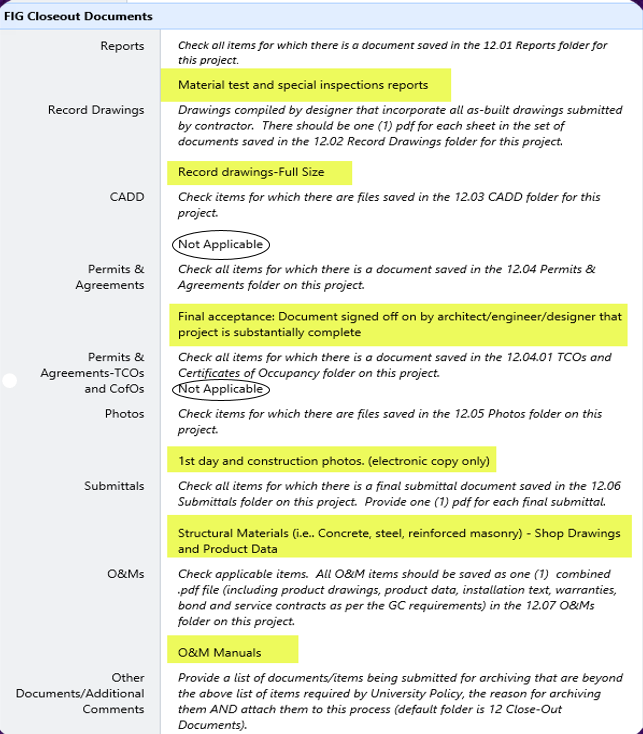 FIG Closeout Documents
Reports
Check all items for which there is a document saved in the 12.01 Reports folder for
this project.
Material test and special inspections reports
Record Drawings
Drawings compiled by designer that incorporate all as-built drawings submitted
by contractor. There should be one (1) pdf for each sheet in the set of
documents saved in the 12.02 Record Drawings folder for this project.
Record drawings-Full Size
CADD
Check items for which there are files saved in the 12.03 CADD folder for this
project.
Not Applicable
Permits &
Agreements
Check all items for which there is a document saved in the 12.04 Permits &
Agreements folder on this project.
Final acceptance: Document signed off on by architect/engineer/designer that
project is substantially complete
Permits &
Agreements-TCOs
and CofOs
Check all items for which there is a document saved in the 12.04.01 TCOs and
Certificates of Occupancy folder on this project.
Not Applicable
Photos
Check items for which there are files saved in the 12.05 Photos folder on this
project.
1st day and construction photos. (electronic copy only)
Submittals
Check all items for which there is a final submittal document saved in the 12.06
Submittals folder on this project. Provide one (1) pdf for each final submittal.
Structural Materials (i.e.. Concrete, steel, reinforced masonry) - Shop Drawings
and Product Data
O&Ms
Check applicable items. All O&M items should be saved as one (1) combined
.pdf file (including product drawings, product data, installation text, warranties,
bond and service contracts as per the GC requirements) in the 12.07 O&Ms
folder on this project.
O&M Manuals
Other
Documents/Additional
Comments
Provide a list of documents/items being submitted for archiving that are beyond
the above list of items required by University Policy, the reason for archiving
them AND attach them to this process (default folder is 12 Close-Out
Documents).